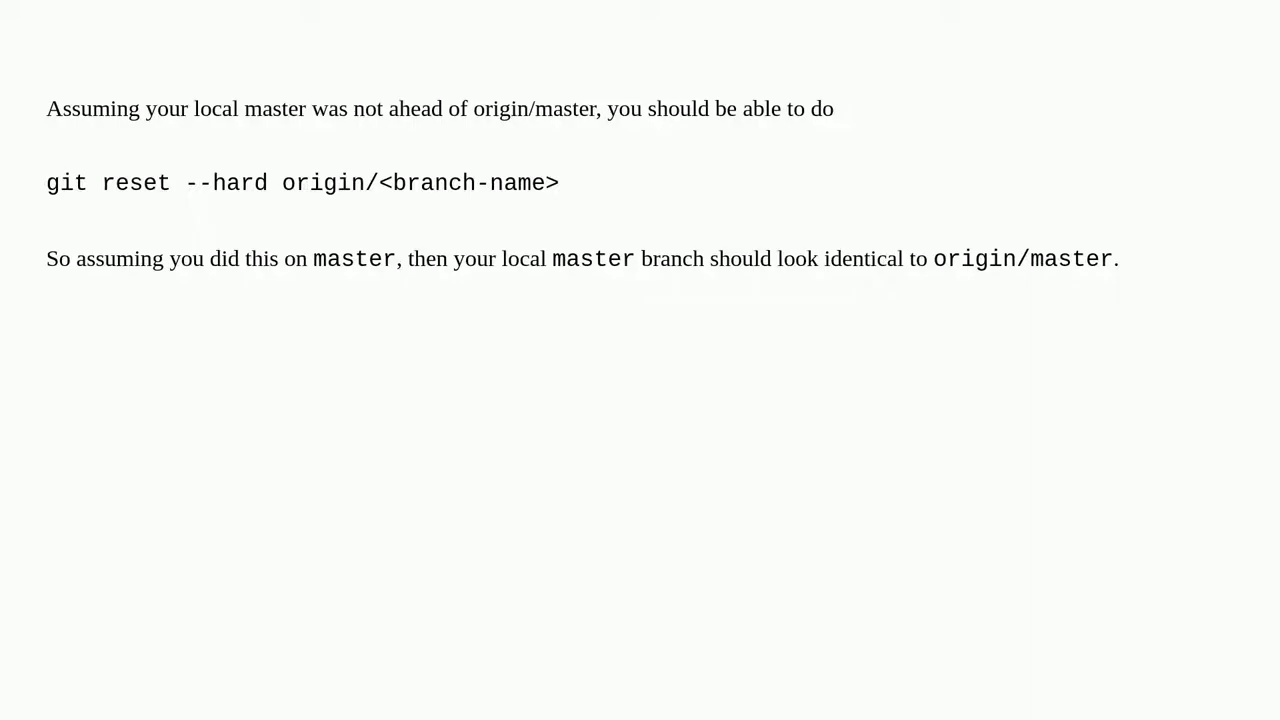 Assuming your local master was not ahead of origin/master, you should be able to do
git reset --hard origin/<branch-name>
So assuming you did this on master, then your local master branch should look identical to origin/master.